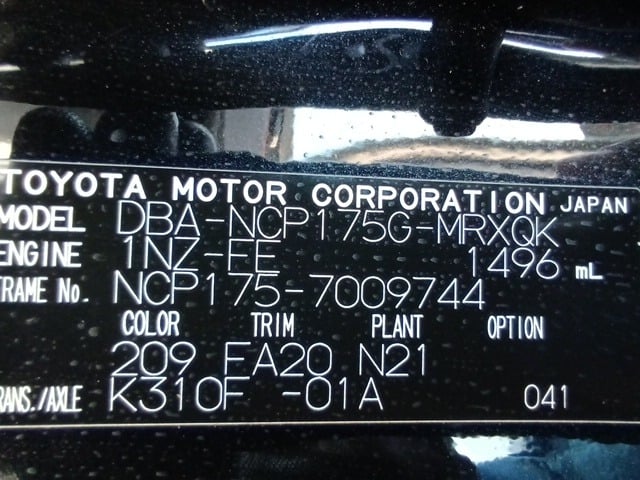 TOYOTA MOTOR CORPORATION JAPAN
MODEL DBA-NCP175G-MRXQK
ENGINE 1NZ-FE 1496 mL
FRAME No. NCP175-7009744
COLOR TRIM PLANT OPTION
209 FA20 N21
TRANS./AXLE K310F -01A 041